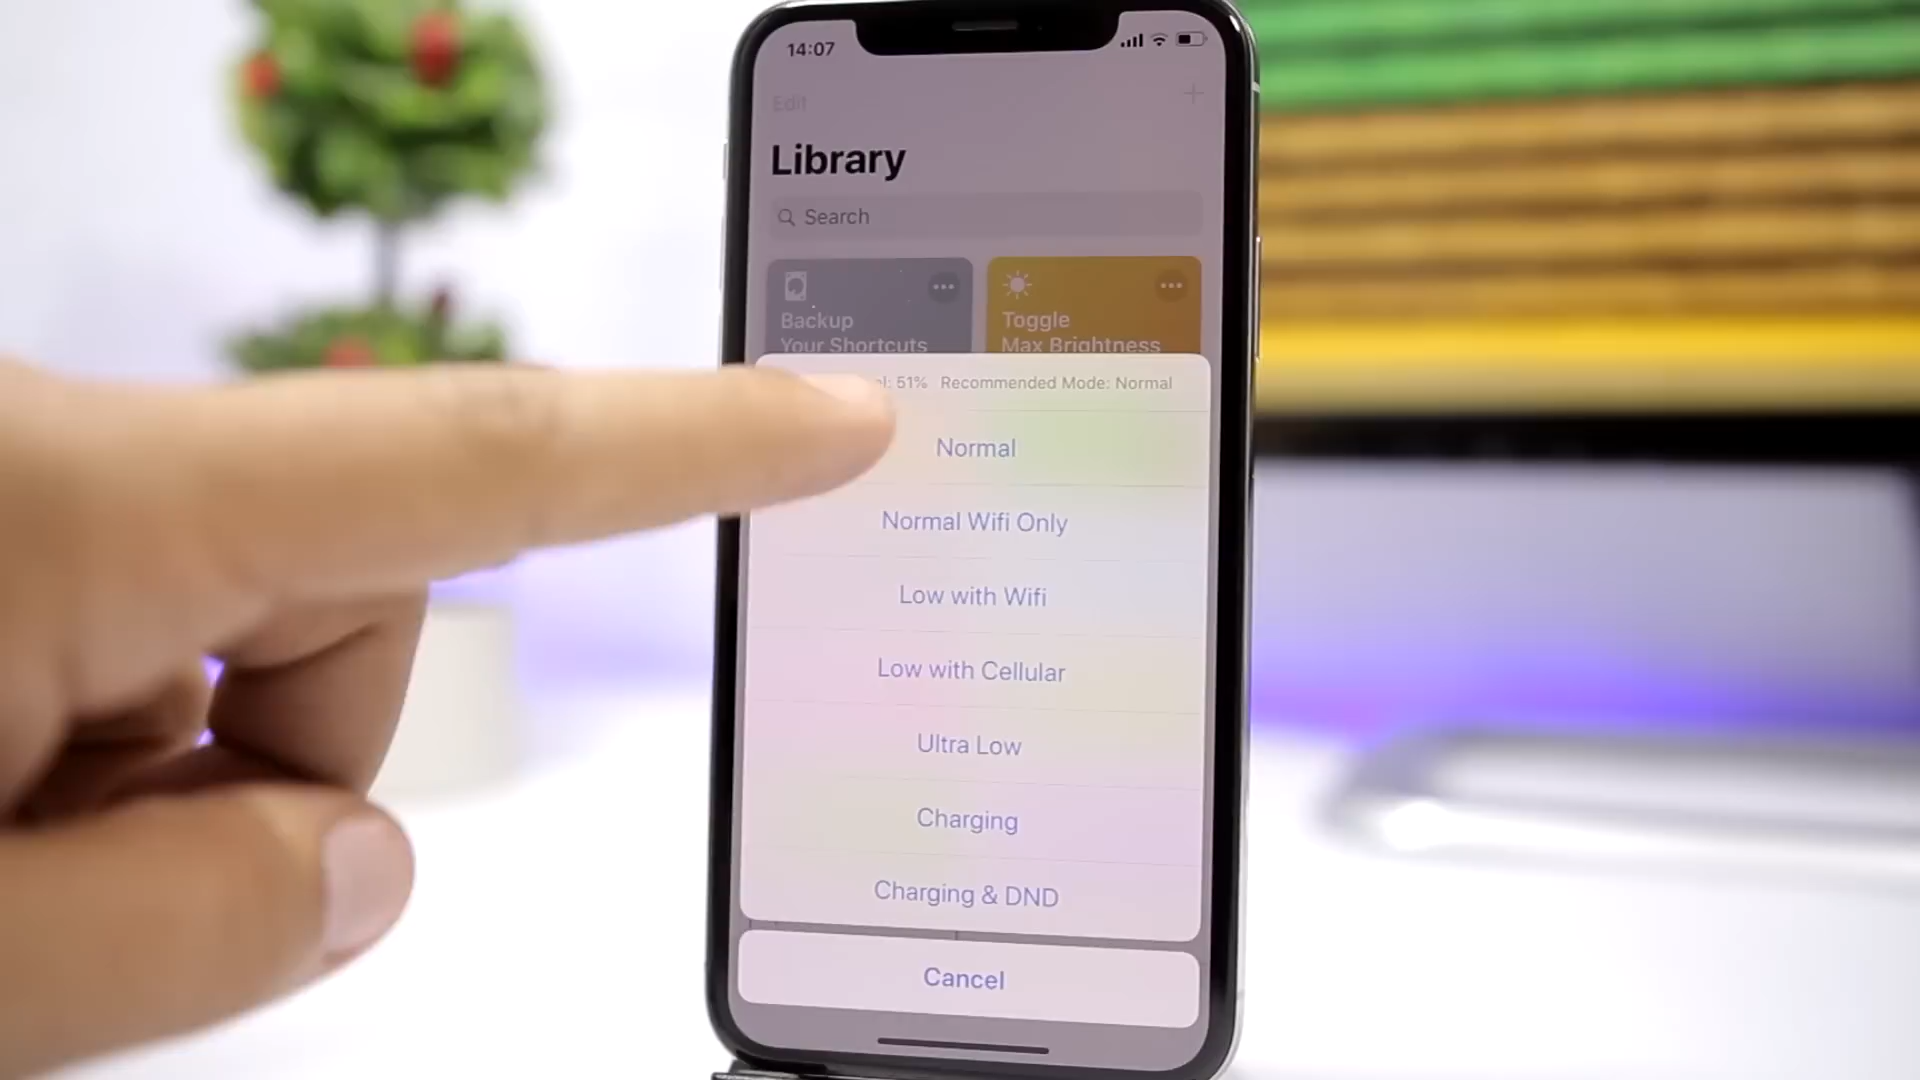 14:07
Edit
Library
Search
Backup
Your Shortcuts
Toggle
Max Brightness
51% Recommended Mode: Normal
Normal
Normal Wifi Only
Low with Wifi
Low with Cellular
Ultra Low
Charging
Charging & DND
Cancel